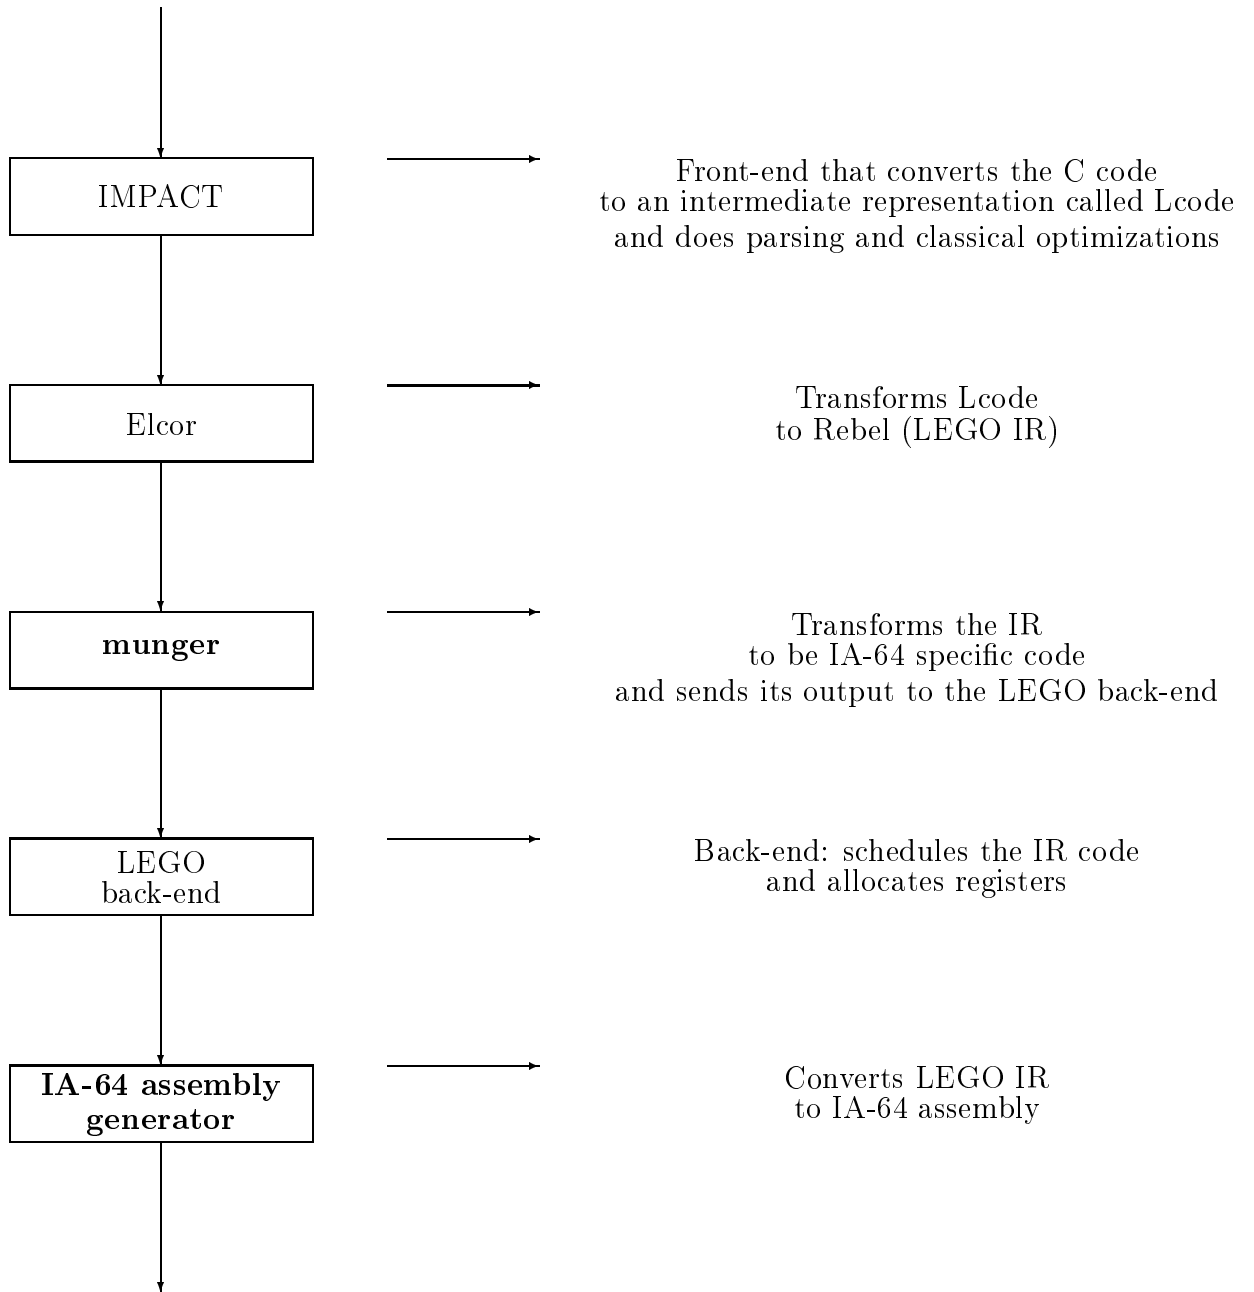 IMPACT
Front-end that converts the C code
to an intermediate representation called Lcode
and does parsing and classical optimizations
Elcor
Transforms Lcode
to Rebel (LEGO IR)
munger
Transforms the IR
to be IA-64 specific code
and sends its output to the LEGO back-end
LEGO
back-end
Back-end: schedules the IR code
and allocates registers
IA-64 assembly
generator
Converts LEGO IR
to IA-64 assembly